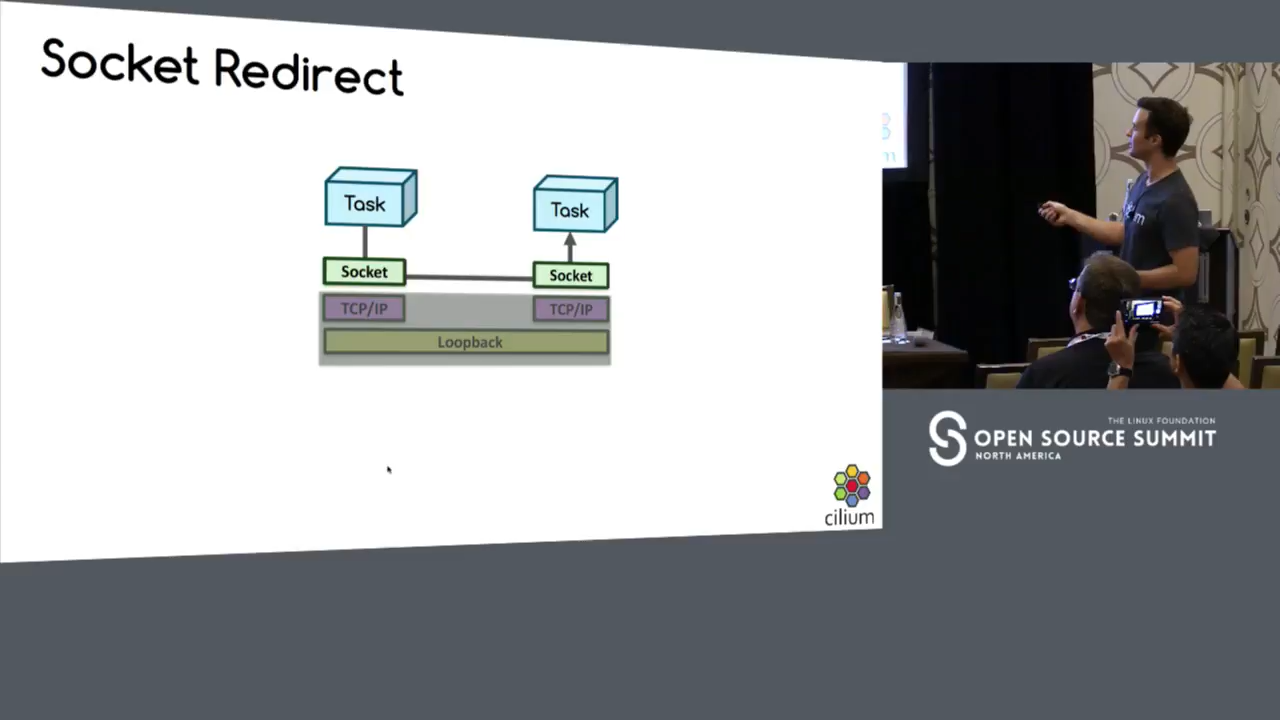 Socket Redirect
Task
Task
Socket
Socket
TCP/IP
TCP/IP
Loopback
cilium
THE LINUX FOUNDATION
OPEN SOURCE SUMMIT
NORTH AMERICA